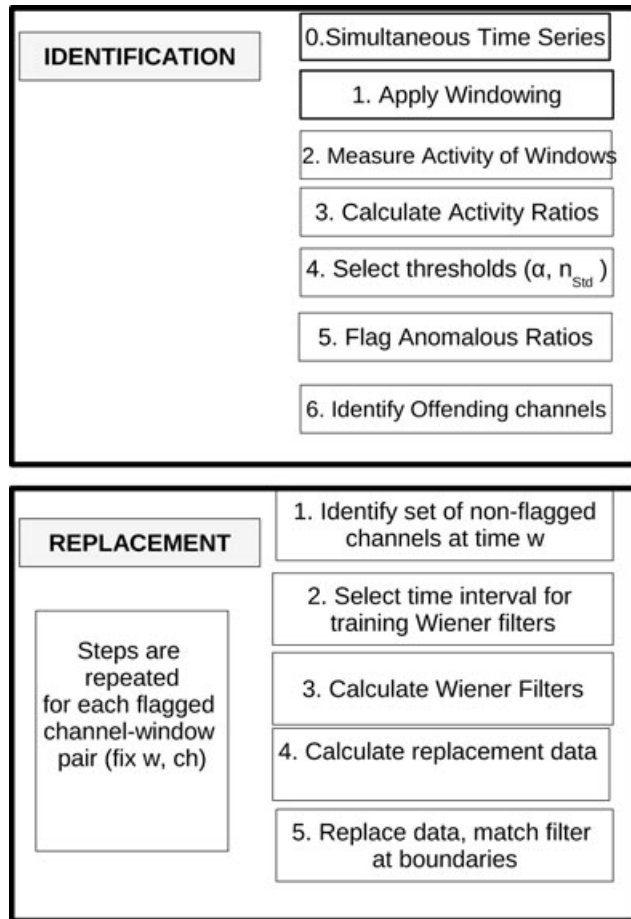 IDENTIFICATION
0.Simultaneous Time Series
1. Apply Windowing
2. Measure Activity of Windows
3. Calculate Activity Ratios
4. Select thresholds (α, nStd )
5. Flag Anomalous Ratios
6. Identify Offending channels
REPLACEMENT
Steps are
repeated
for each flagged
channel-window
pair (fix w, ch)
1. Identify set of non-flagged
channels at time w
2. Select time interval for
training Wiener filters
3. Calculate Wiener Filters
4. Calculate replacement data
5. Replace data, match filter
at boundaries